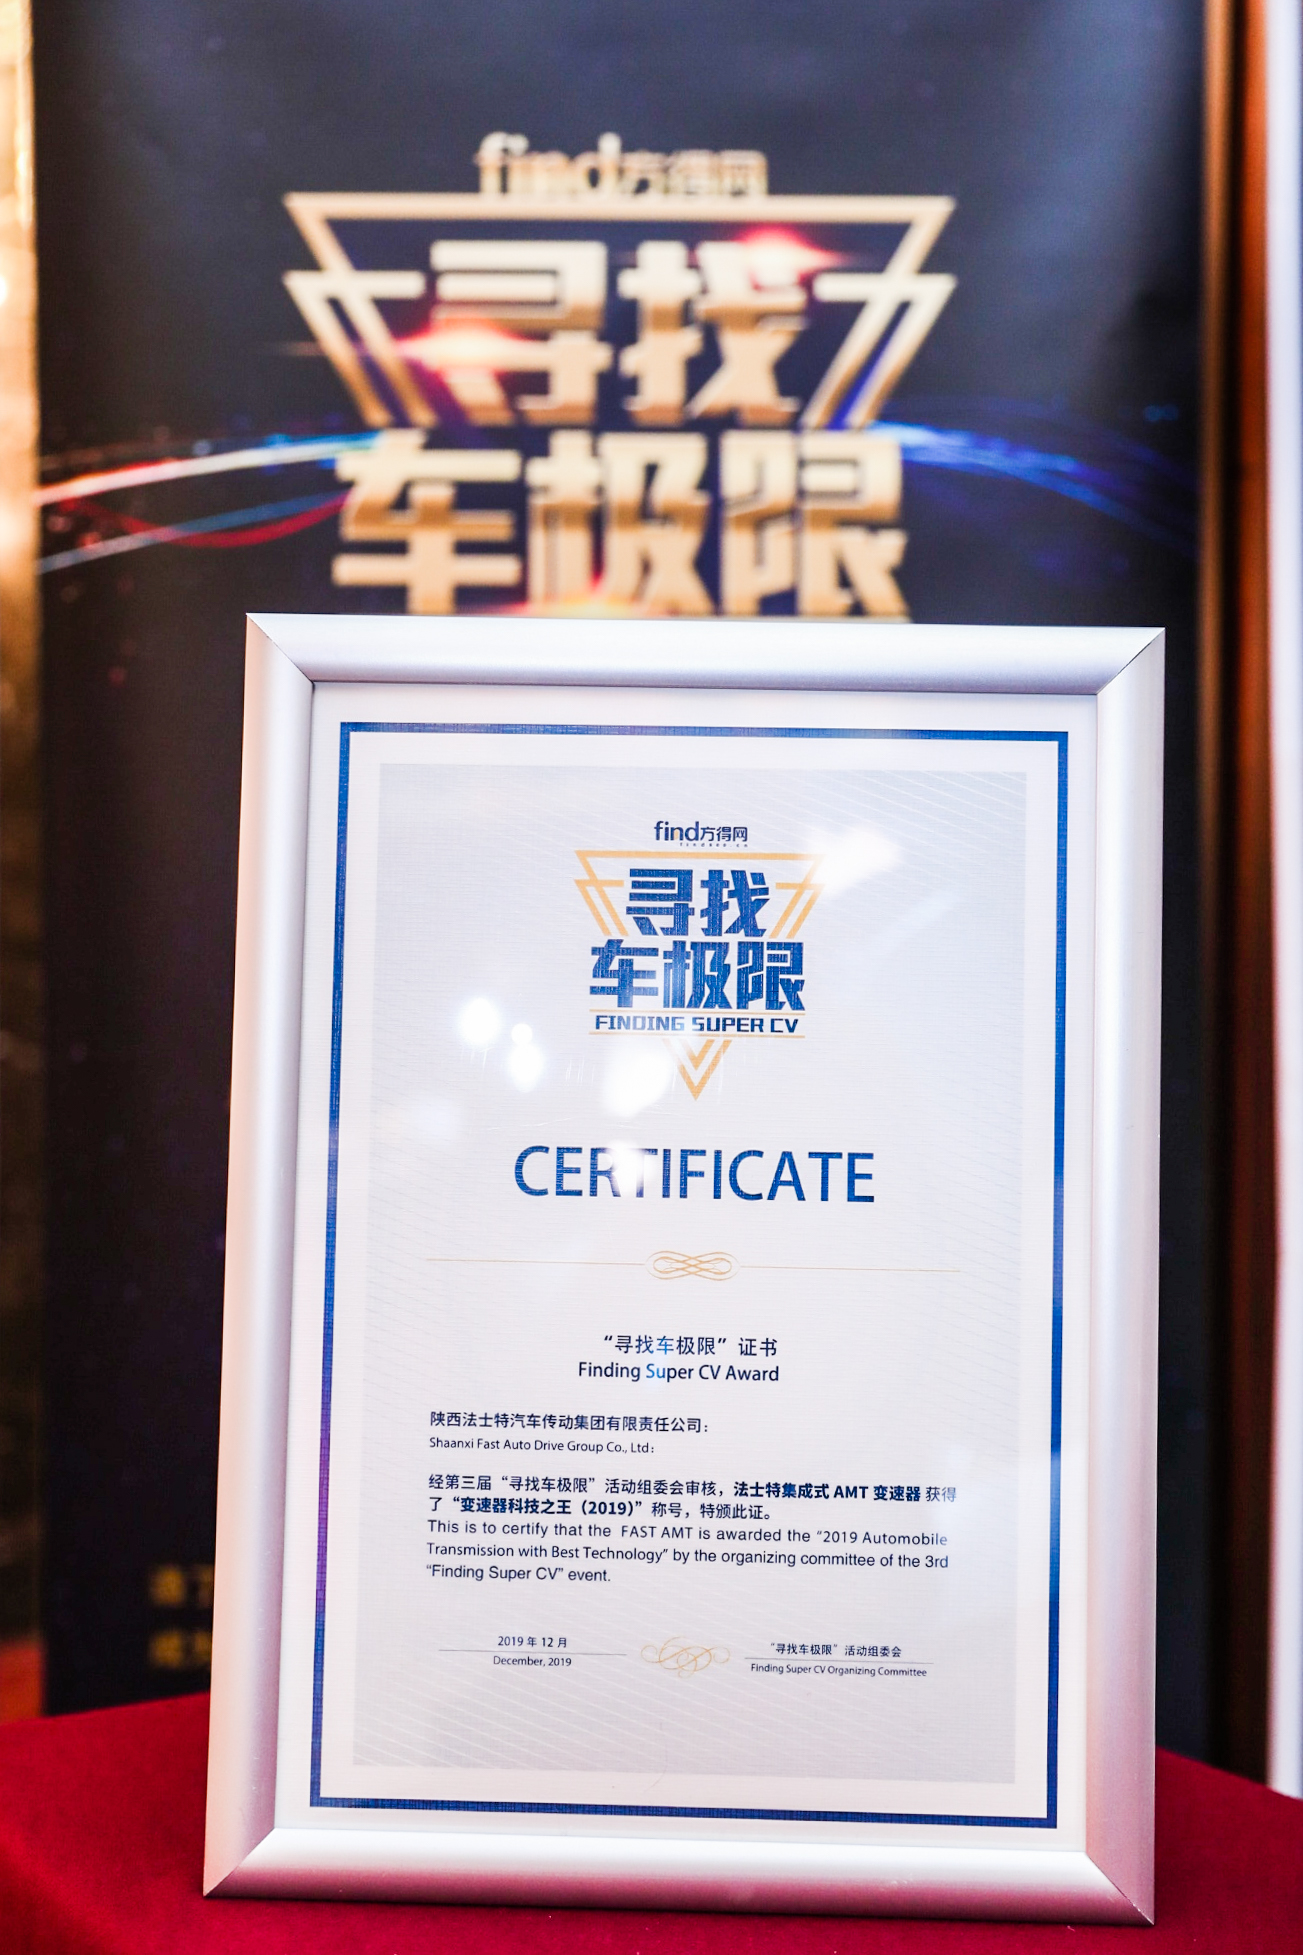 find方得网
寻找
车极限
find方得网
寻找
车极限
FINDING SUPER CV
CERTIFICATE
“寻找车极限”证书
Finding Super CV Award
陕西法士特汽车传动集团有限责任公司：
Shaanxi Fast Auto Drive Group Co., Ltd：
经第三届“寻找车极限”活动组委会审核，法士特集成式 AMT 变速器 获得
了“变速器科技之王（2019）”称号，特颁此证。
This is to certify that the FAST AMT is awarded the “2019 Automobile
Transmission with Best Technology” by the organizing committee of the 3rd
“Finding Super CV” event.
2019 年 12 月
December, 2019
“寻找车极限”活动组委会
Finding Super CV Organizing Committee